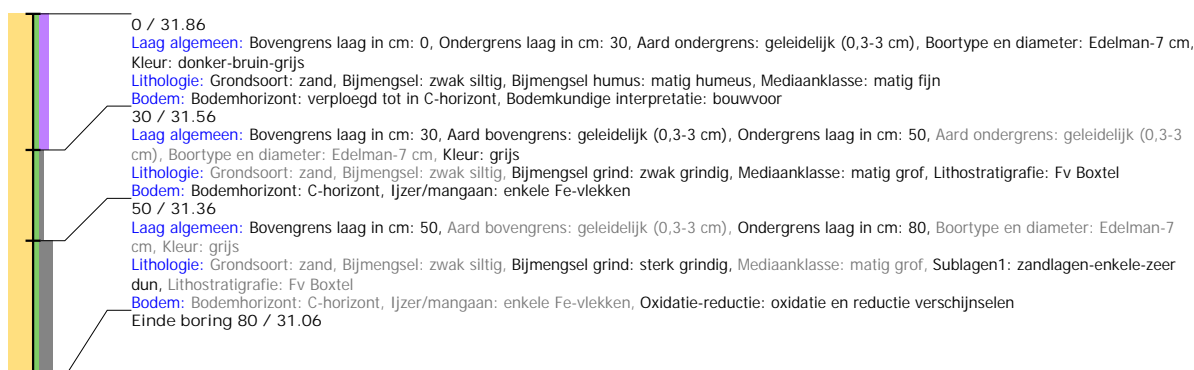 0 / 31.86
Laag algemeen: Bovengrens laag in cm: 0, Ondergrens laag in cm: 30, Aard ondergrens: geleidelijk (0,3-3 cm), Boortype en diameter: Edelman-7 cm,
Kleur: donker-bruin-grijs
Lithologie: Grondsoort: zand, Bijmengsel: zwak siltig, Bijmengsel humus: matig humeus, Mediaanklasse: matig fijn
Bodem: Bodemhorizont: verploegd tot in C-horizont, Bodemkundige interpretatie: bouwvoor
30 / 31.56
Laag algemeen: Bovengrens laag in cm: 30, Aard bovengrens: geleidelijk (0,3-3 cm), Ondergrens laag in cm: 50, Aard ondergrens: geleidelijk (0,3-3
cm), Boortype en diameter: Edelman-7 cm, Kleur: grijs
Lithologie: Grondsoort: zand, Bijmengsel: zwak siltig, Bijmengsel grind: zwak grindig, Mediaanklasse: matig grof, Lithostratigrafie: Fv Boxtel
Bodem: Bodemhorizont: C-horizont, Ijzer/mangaan: enkele Fe-vlekken
50 / 31.36
Laag algemeen: Bovengrens laag in cm: 50, Aard bovengrens: geleidelijk (0,3-3 cm), Ondergrens laag in cm: 80, Boortype en diameter: Edelman-7
cm, Kleur: grijs
Lithologie: Grondsoort: zand, Bijmengsel: zwak siltig, Bijmengsel grind: sterk grindig, Mediaanklasse: matig grof, Sublagen1: zandlagen-enkele-zeer
dun, Lithostratigrafie: Fv Boxtel
Bodem: Bodemhorizont: C-horizont, Ijzer/mangaan: enkele Fe-vlekken, Oxidatie-reductie: oxidatie en reductie verschijnselen
Einde boring 80 / 31.06